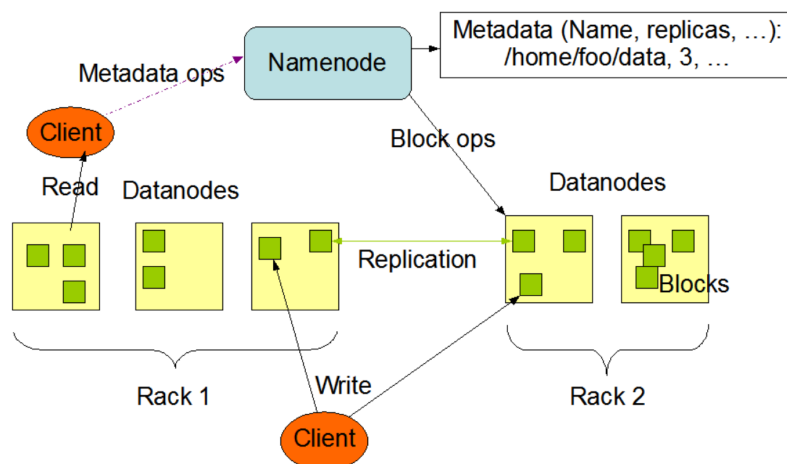 Metadata (Name, replicas, …):
/home/foo/data, 3, …
Namenode
Metadata ops
Client
Block ops
Read
Datanodes
Datanodes
Replication
Blocks
Rack 1
Write
Rack 2
Client